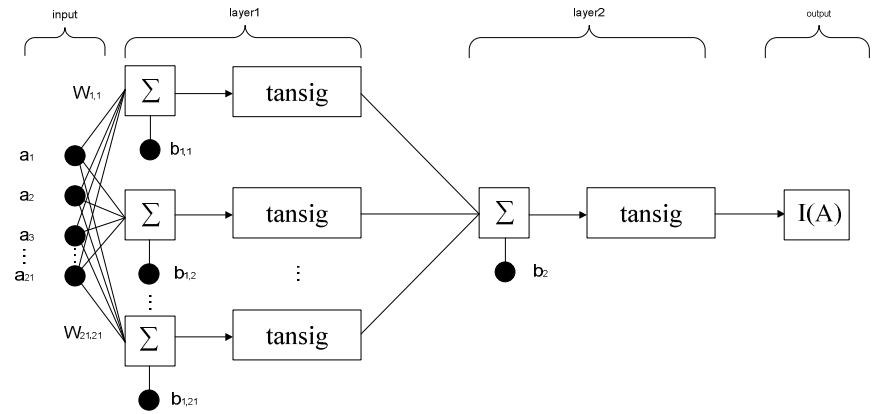 input
layer1
layer2
output
W1,1
Σ
tansig
b1,1
a1
a2
a3
a21
Σ
tansig
b1,2
Σ
tansig
b2
I(A)
W21,21
Σ
tansig
b1,21